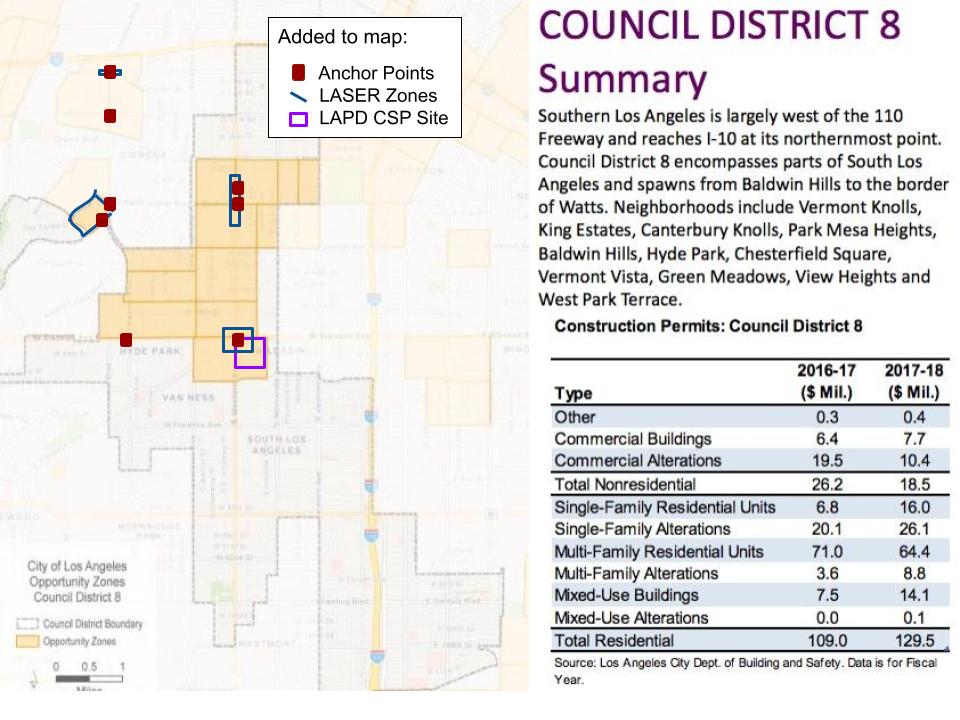 Added to map:
Anchor Points
LASER Zones
LAPD CSP Site
HYDE PARK
VAN NESS
SOUTH LOS
ANGELES
MORNINGSIDE
PARK
WESTMONT
City of Los Angeles
Opportunity Zones
Council District 8
Council District Boundary
Opportunity Zones
0 0.5 1
Miles
COUNCIL DISTRICT 8
Summary
Southern Los Angeles is largely west of the 110
Freeway and reaches I-10 at its northernmost point.
Council District 8 encompasses parts of South Los
Angeles and spawns from Baldwin Hills to the border
of Watts. Neighborhoods include Vermont Knolls,
King Estates, Canterbury Knolls, Park Mesa Heights,
Baldwin Hills, Hyde Park, Chesterfield Square,
Vermont Vista, Green Meadows, View Heights and
West Park Terrace.
Construction Permits: Council District 8
2016-17 2017-18
Type ($ Mil.) ($ Mil.)
Other 0.3 0.4
Commercial Buildings 6.4 7.7
Commercial Alterations 19.5 10.4
Total Nonresidential 26.2 18.5
Single-Family Residential Units 6.8 16.0
Single-Family Alterations 20.1 26.1
Multi-Family Residential Units 71.0 64.4
Multi-Family Alterations 3.6 8.8
Mixed-Use Buildings 7.5 14.1
Mixed-Use Alterations 0.0 0.1
Total Residential 109.0 129.5
Source: Los Angeles City Dept. of Building and Safety. Data is for Fiscal
Year.